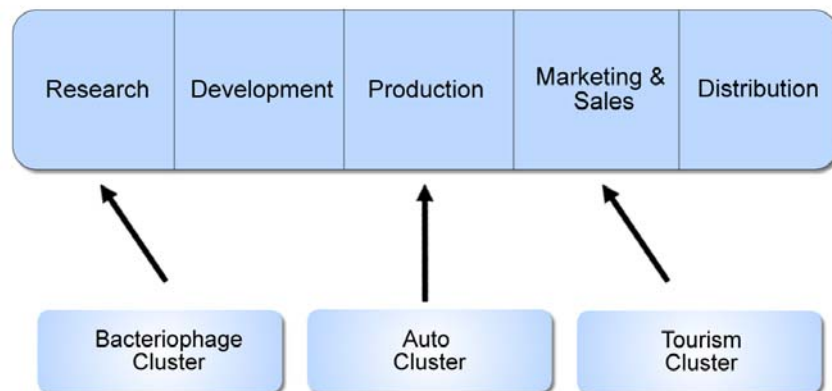 Research
Development
Production
Marketing &
Sales
Distribution
Bacteriophage
Cluster
Auto
Cluster
Tourism
Cluster